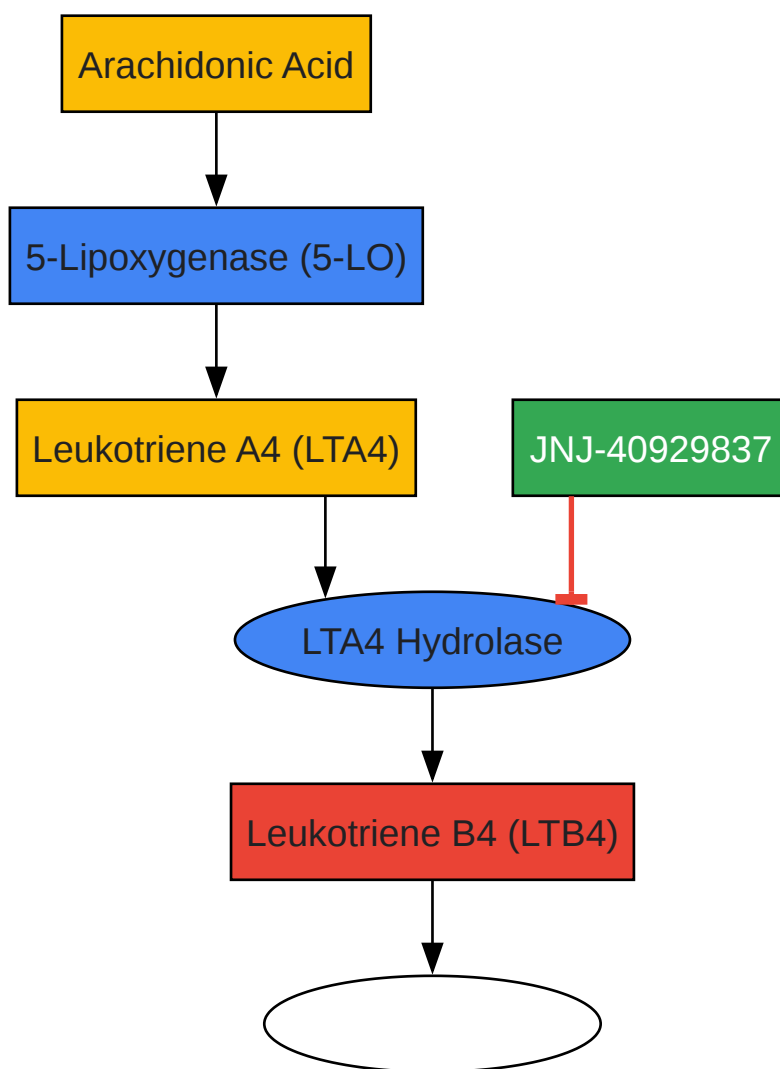 Arachidonic Acid
5-Lipoxygenase (5-LO)
Leukotriene A4 (LTA4)
JNJ-40929837
LTA4 Hydrolase
Leukotriene B4 (LTB4)